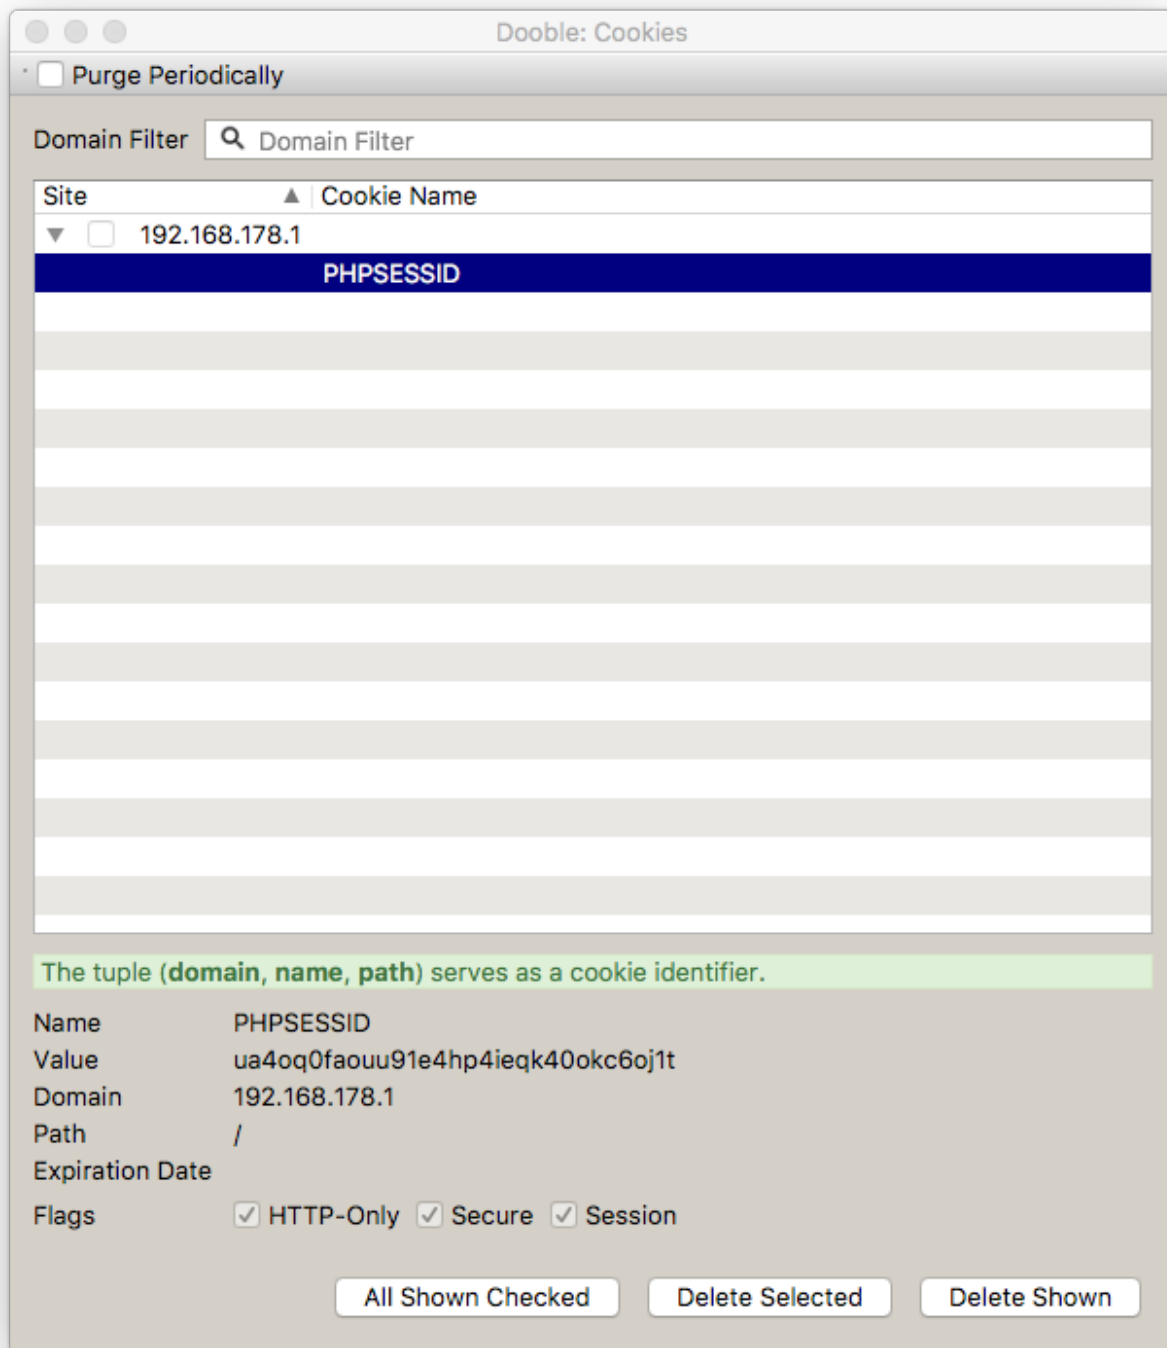 Dooble: Cookies
Purge Periodically
Domain Filter Domain Filter
Site Cookie Name
192.168.178.1
PHPSESSID
The tuple (domain, name, path) serves as a cookie identifier.
Name PHPSESSID
Value ua4oq0faouu91e4hp4ieqk40okc6oj1t
Domain 192.168.178.1
Path /
Expiration Date
Flags HTTP-Only Secure Session
All Shown Checked Delete Selected Delete Shown